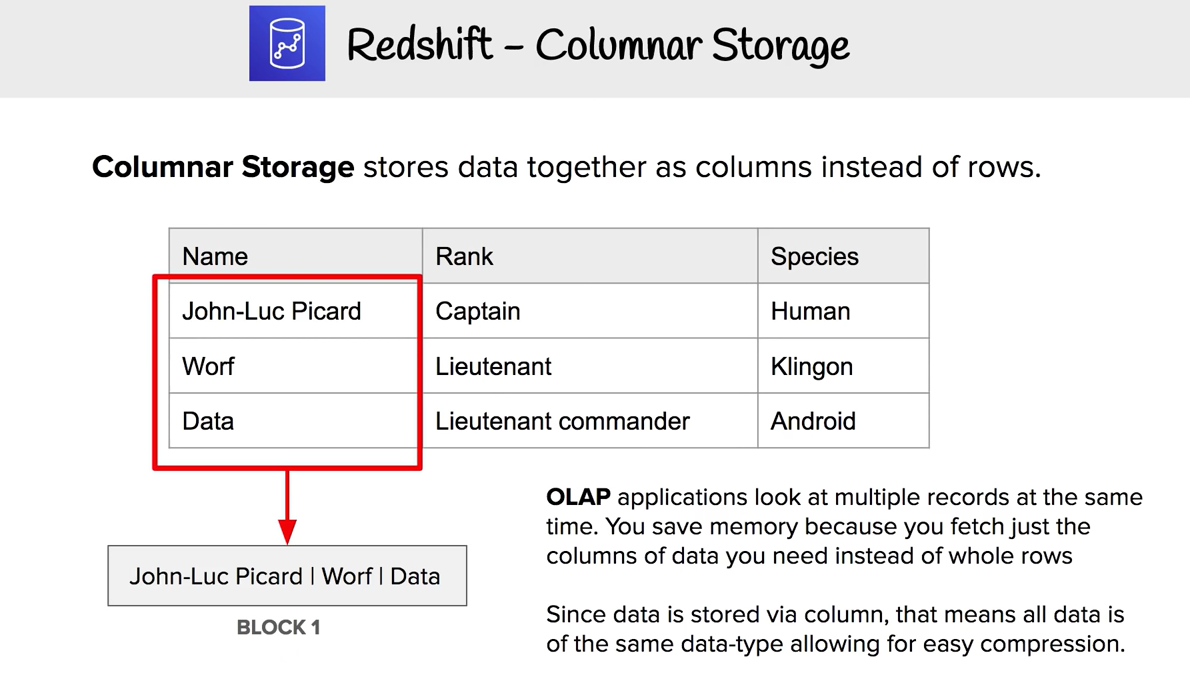 Redshift - Columnar Storage
Columnar Storage stores data together as columns instead of rows.
Name Rank Species
John-Luc Picard Captain Human
Worf Lieutenant Klingon
Data Lieutenant commander Android
John-Luc Picard | Worf | Data
BLOCK 1
OLAP applications look at multiple records at the same
time. You save memory because you fetch just the
columns of data you need instead of whole rows
Since data is stored via column, that means all data is
of the same data-type allowing for easy compression.